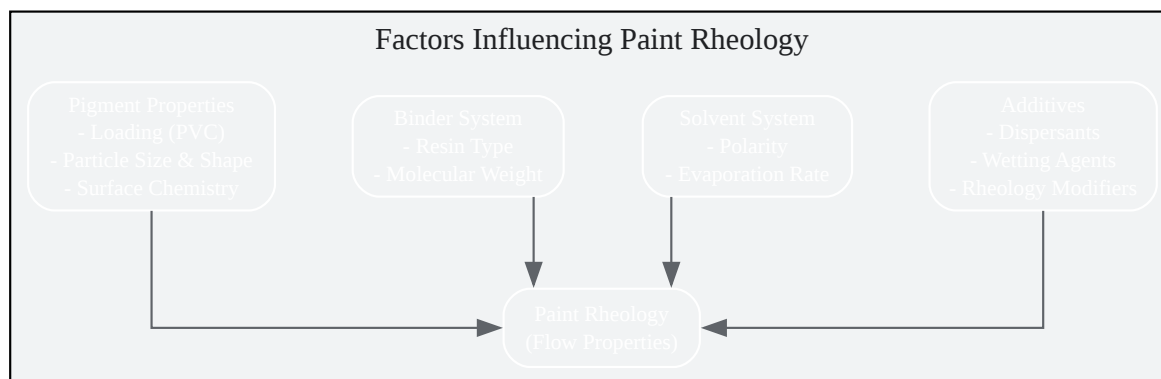 Factors Influencing Paint Rheology
Pigment Properties
- Loading (PVC)
- Particle Size & Shape
- Surface Chemistry
Binder System
- Resin Type
- Molecular Weight
Solvent System
- Polarity
- Evaporation Rate
Additives
- Dispersants
- Wetting Agents
- Rheology Modifiers
Paint Rheology
(Flow Properties)